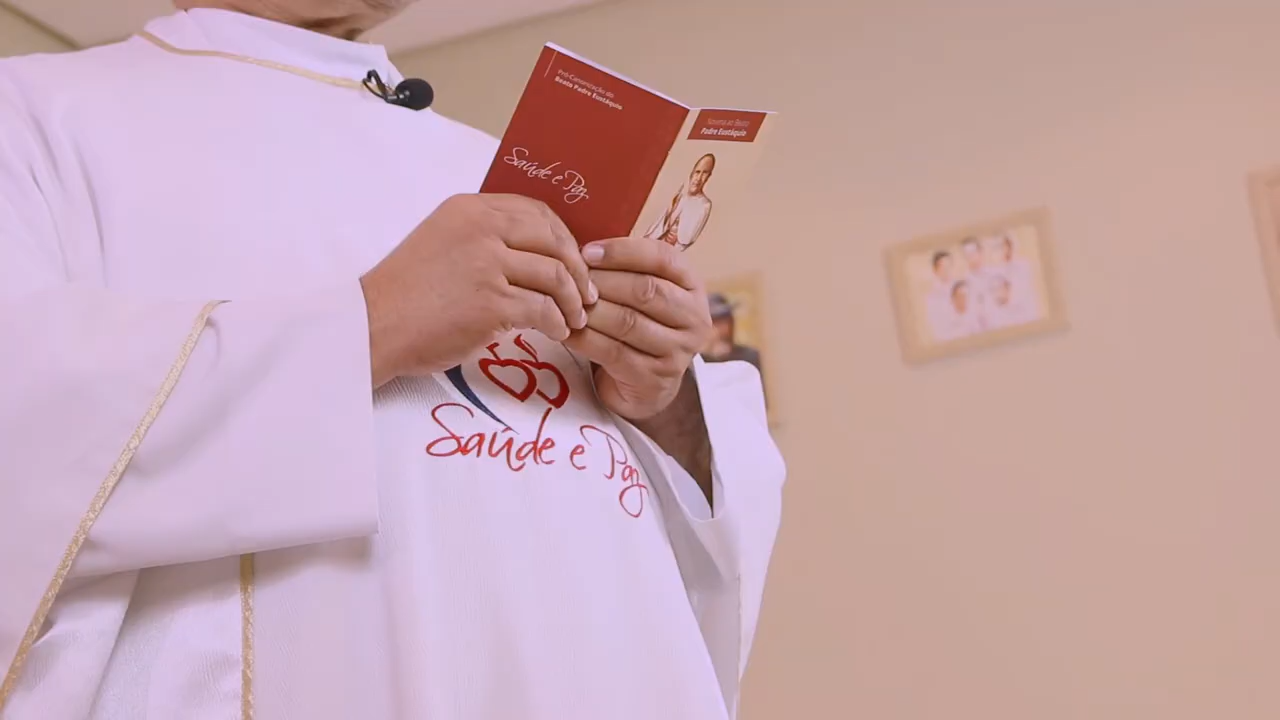 Pró-Canonização do
Beato Padre Eustáquio
Saúde e Paz
Novena ao Beato
Padre Eustáquio
Saúde e Paz